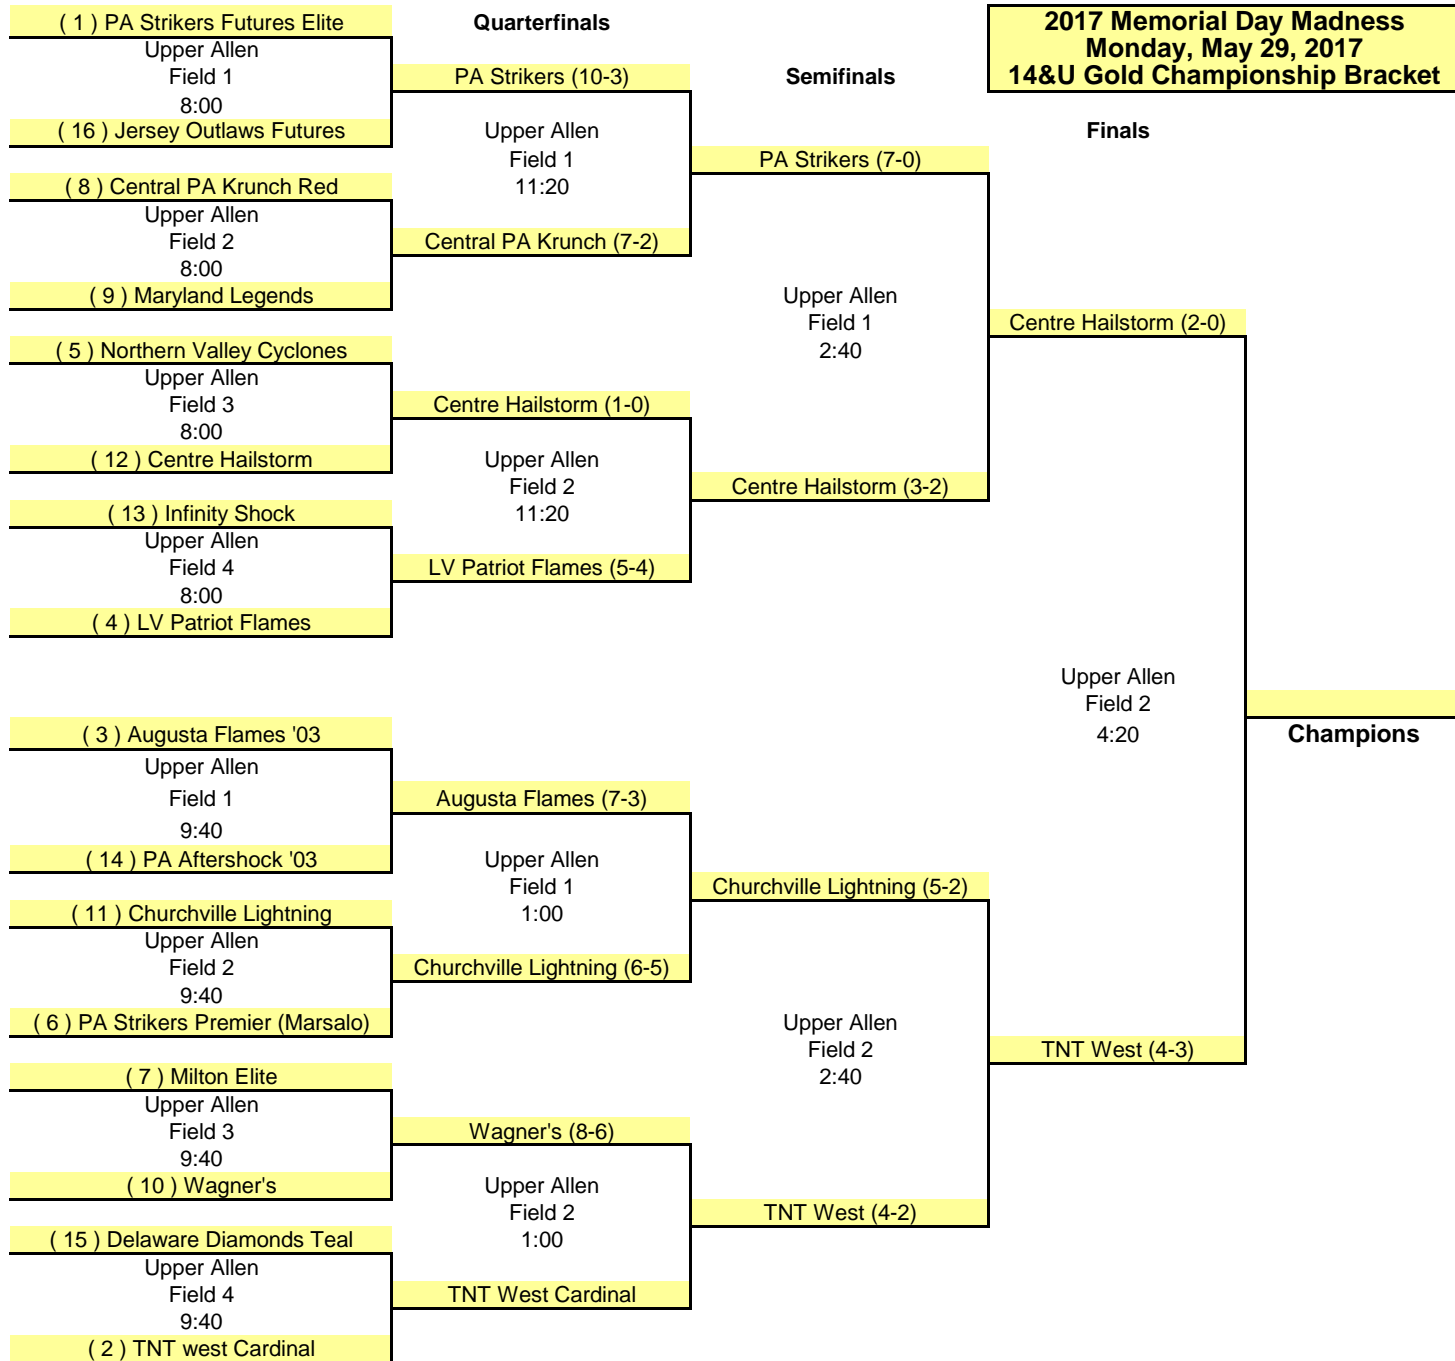 ( 1 ) PA Strikers Futures Elite
Quarterfinals
2017 Memorial Day Madness
Monday, May 29, 2017
14&U Gold Championship Bracket
Upper Allen
Field 1
8:00
PA Strikers (10-3)
Semifinals
( 16 ) Jersey Outlaws Futures
Upper Allen
Field 1
11:20
Finals
PA Strikers (7-0)
( 8 ) Central PA Krunch Red
Upper Allen
Field 2
8:00
Central PA Krunch (7-2)
( 9 ) Maryland Legends
Upper Allen
Field 1
2:40
Centre Hailstorm (2-0)
( 5 ) Northern Valley Cyclones
Upper Allen
Field 3
8:00
Centre Hailstorm (1-0)
( 12 ) Centre Hailstorm
Upper Allen
Field 2
11:20
Centre Hailstorm (3-2)
( 13 ) Infinity Shock
Upper Allen
Field 4
8:00
LV Patriot Flames (5-4)
( 4 ) LV Patriot Flames
Upper Allen
Field 2
4:20
Champions
( 3 ) Augusta Flames '03
Upper Allen
Field 1
9:40
Augusta Flames (7-3)
( 14 ) PA Aftershock '03
Upper Allen
Field 1
1:00
Churchville Lightning (5-2)
( 11 ) Churchville Lightning
Upper Allen
Field 2
9:40
Churchville Lightning (6-5)
( 6 ) PA Strikers Premier (Marsalo)
Upper Allen
Field 2
2:40
TNT West (4-3)
( 7 ) Milton Elite
Upper Allen
Field 3
9:40
Wagner's (8-6)
( 10 ) Wagner's
Upper Allen
Field 2
1:00
TNT West (4-2)
( 15 ) Delaware Diamonds Teal
Upper Allen
Field 4
9:40
TNT West Cardinal
( 2 ) TNT west Cardinal